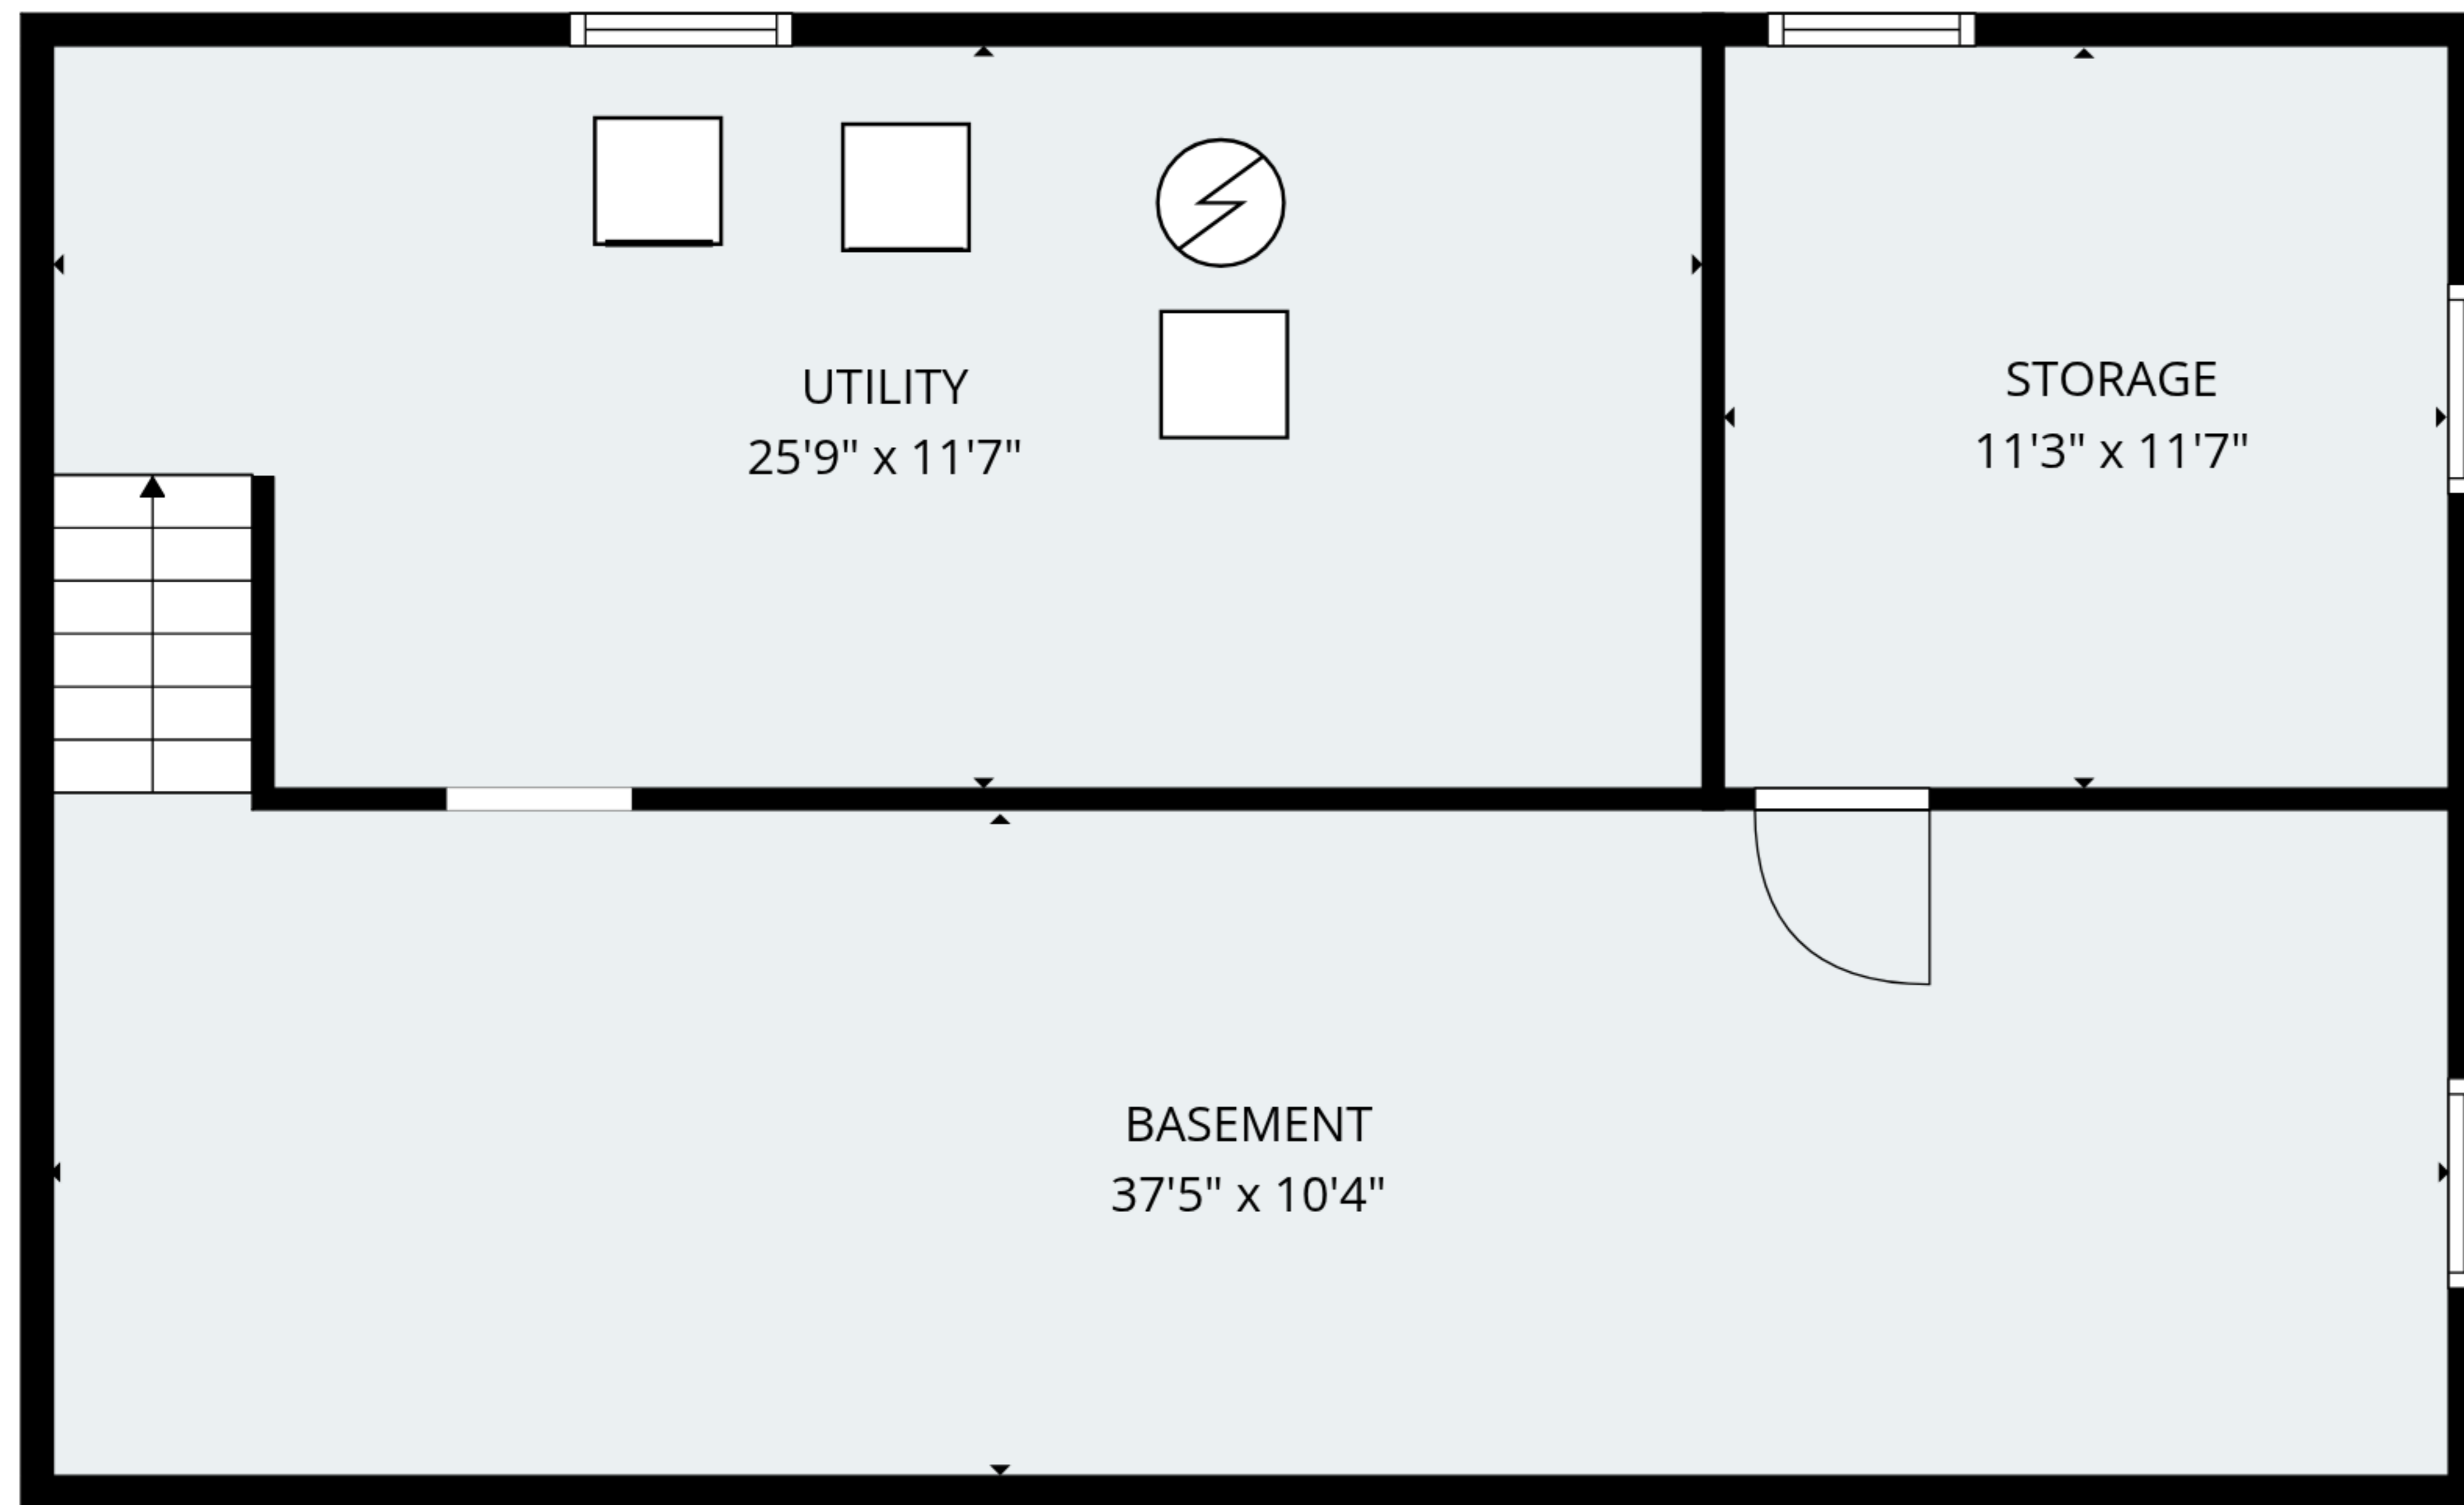 UTILITY
25'9" x 11'7"
STORAGE
11'3" x 11'7"
BASEMENT
37'5" x 10'4"